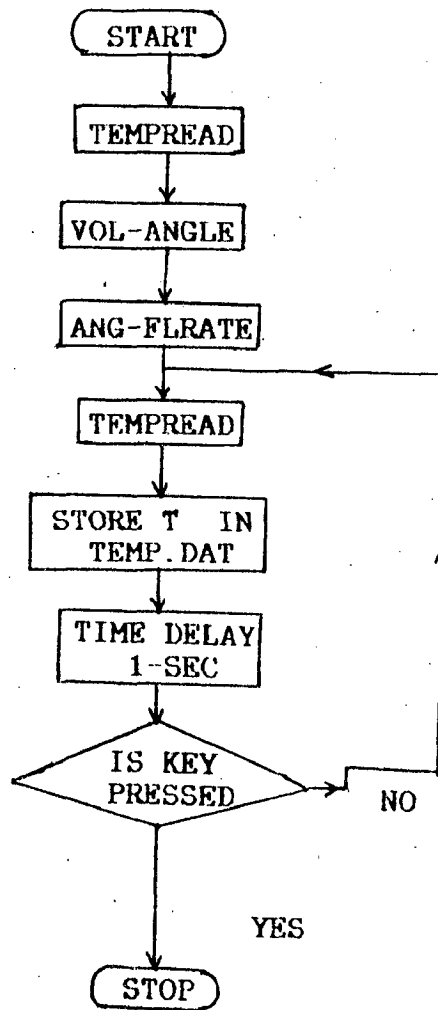 START
TEMPREAD
VOL-ANGLE
ANG-FLRATE
TEMPREAD
STORE T IN
TEMP.DAT
TIME DELAY
1-SEC
IS KEY
PRESSED
NO
YES
STOP